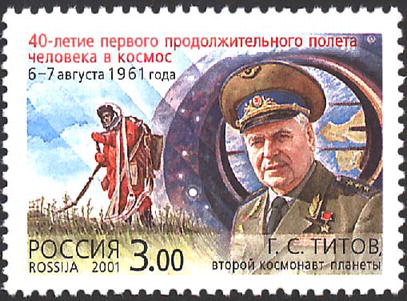 40-летие первого продолжительного полета
человека в космос
6–7 августа 1961 года
РОССИЯ 3.00
ROSSIJA 2001
Г. С. ТИТОВ,
второй космонавт планеты